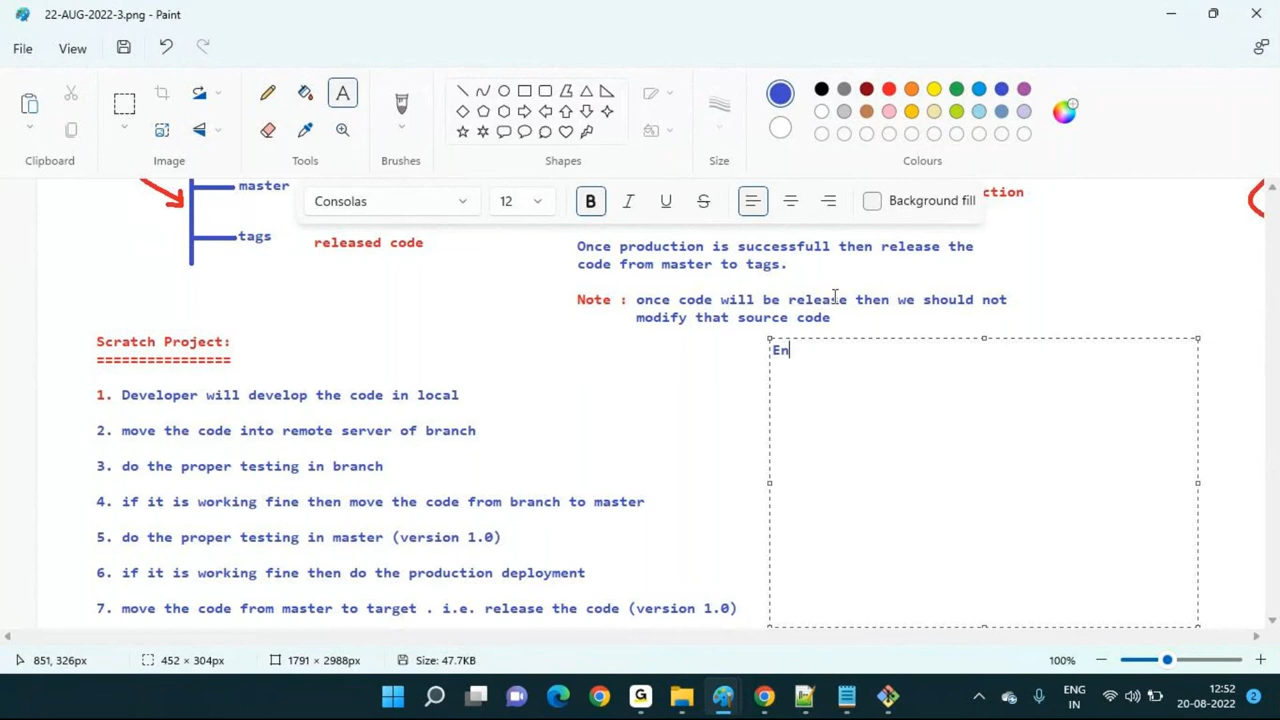 22-AUG-2022-3.png - Paint
File View
Consolas 12 B I U S Background fill
Clipboard Image Tools Brushes Shapes Size Colours
master
ction
tags
released code
Once production is successfull then release the
code from master to tags.
Note : once code will be release then we should not
modify that source code
En
Scratch Project:
================
1. Developer will develop the code in local
2. move the code into remote server of branch
3. do the proper testing in branch
4. if it is working fine then move the code from branch to master
5. do the proper testing in master (version 1.0)
6. if it is working fine then do the production deployment
7. move the code from master to target . i.e. release the code (version 1.0)
851, 326px 452 × 304px 1791 × 2988px Size: 47.7KB 100%
ENG
IN
12:52
20-08-2022
2